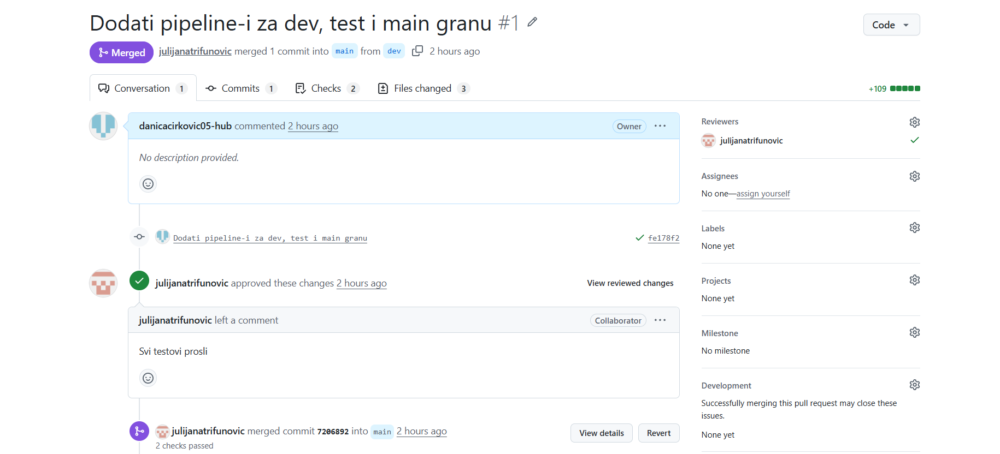 Dodati pipeline-i za dev, test i main granu #1
Code
Merged julijanatrifunovic merged 1 commit into main from dev 2 hours ago
Conversation 1 Commits 1 Checks 2 Files changed 3 +109
danicacirkovic05-hub commented 2 hours ago Owner
No description provided.
Dodati pipeline-i za dev, test i main granu fe178f2
julijanatrifunovic approved these changes 2 hours ago View reviewed changes
julijanatrifunovic left a comment Collaborator
Svi testovi prosli
julijanatrifunovic merged commit 7206892 into main 2 hours ago View details Revert
2 checks passed
Reviewers
julijanatrifunovic
Assignees
No one—assign yourself
Labels
None yet
Projects
None yet
Milestone
No milestone
Development
Successfully merging this pull request may close these
issues.
None yet